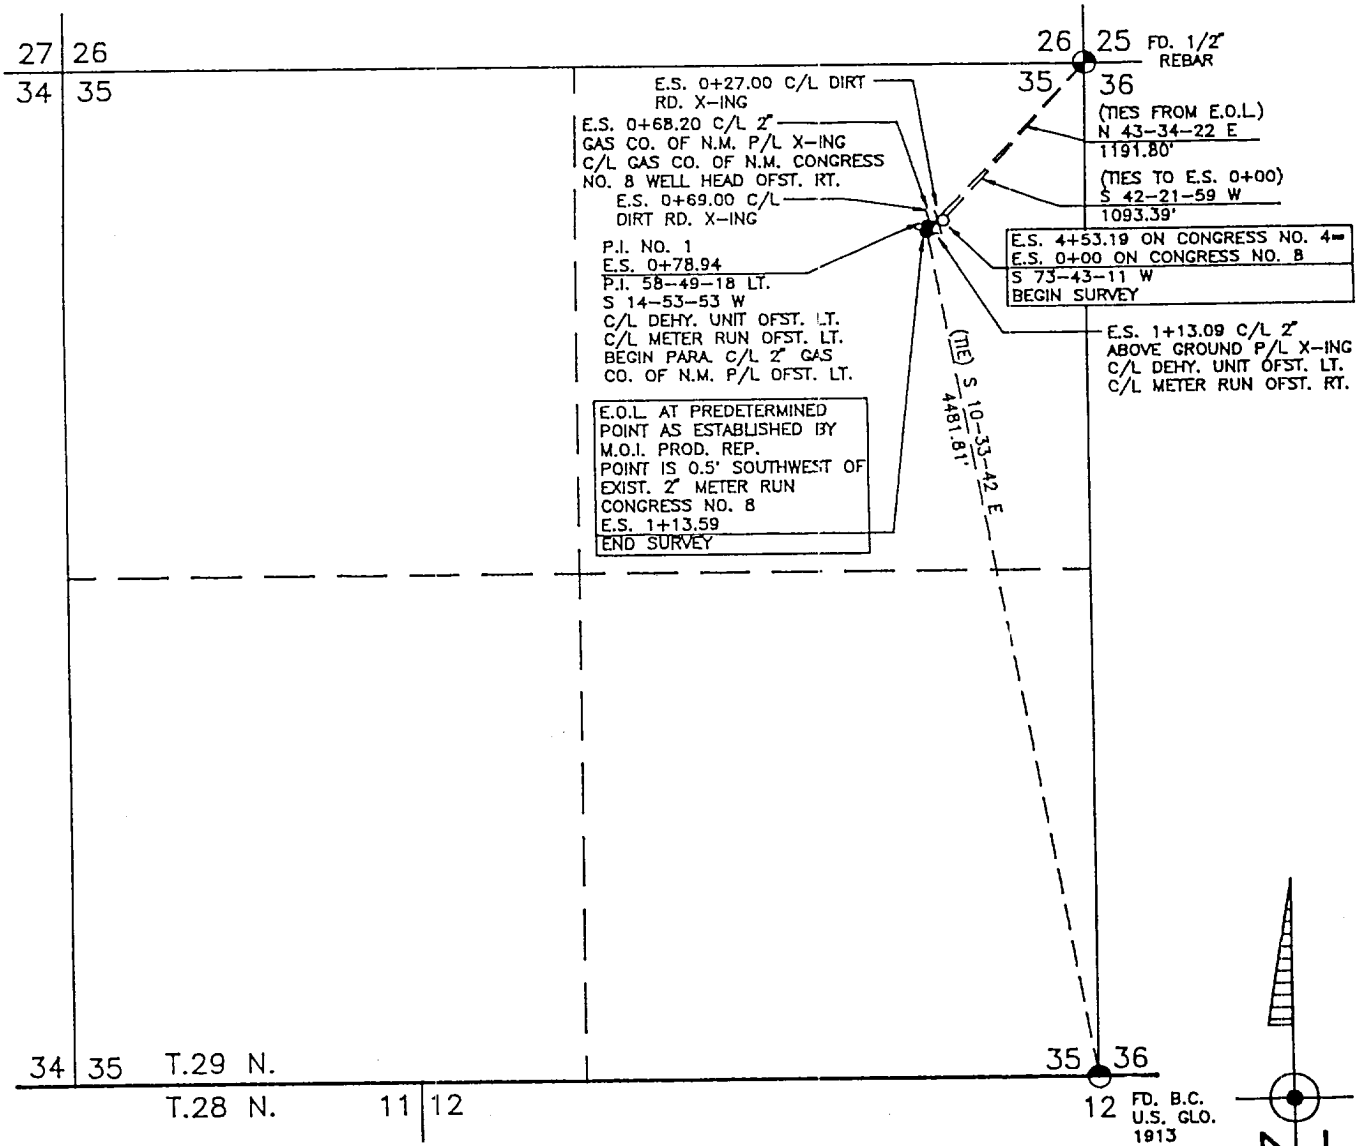 27 26
34 35
26 25
35 36
FD. 1/2"
REBAR
E.S. 0+27.00 C/L DIRT
RD. X-ING
E.S. 0+68.20 C/L 2"
GAS CO. OF N.M. P/L X-ING
C/L GAS CO. OF N.M. CONGRESS
NO. 8 WELL HEAD OFST. RT.
E.S. 0+69.00 C/L
DIRT RD. X-ING
P.I. NO. 1
E.S. 0+78.94
P.I. 58-49-18 LT.
S 14-53-53 W
C/L DEHY. UNIT OFST. LT.
C/L METER RUN OFST. LT.
BEGIN PARA. C/L 2" GAS
CO. OF N.M. P/L OFST. LT.
E.O.L. AT PREDETERMINED
POINT AS ESTABLISHED BY
M.O.I. PROD. REP.
POINT IS 0.5' SOUTHWEST OF
EXIST. 2" METER RUN
CONGRESS NO. 8
E.S. 1+13.59
END SURVEY
(TIES FROM E.O.L.)
N 43-34-22 E
1191.80'
(TIES TO E.S. 0+00)
S 42-21-59 W
1093.39'
E.S. 4+53.19 ON CONGRESS NO. 4=
E.S. 0+00 ON CONGRESS NO. 8
S 73-43-11 W
BEGIN SURVEY
E.S. 1+13.09 C/L 2"
ABOVE GROUND P/L X-ING
C/L DEHY. UNIT OFST. LT.
C/L METER RUN OFST. RT.
(TIE) S 10-33-42 E
4481.81'
34 35 T.29 N.
T.28 N. 11 12
35 36
12
FD. B.C.
U.S. GLO.
1913